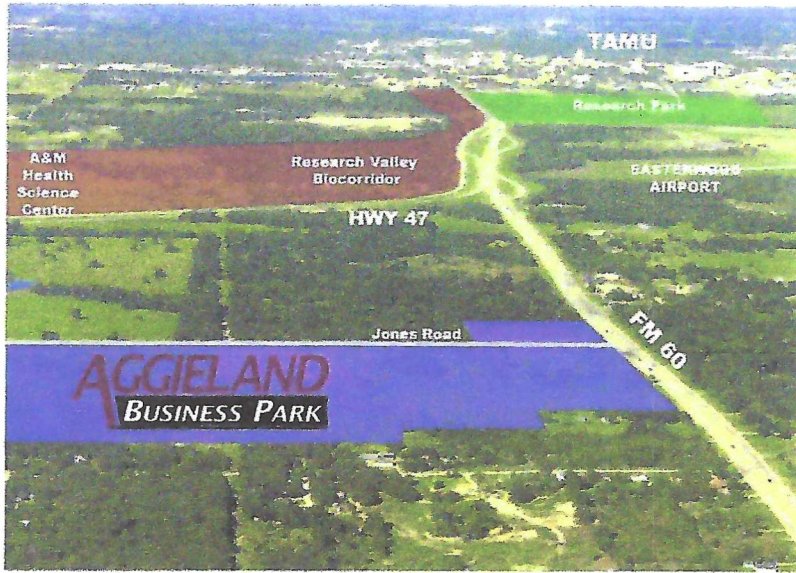 TAMU
Research Park
A&M
Health
Science
Center
Research Valley
Biocorridor
EASTERWOOD
AIRPORT
HWY 47
Jones Road
FM 60
AGGIELAND
BUSINESS PARK